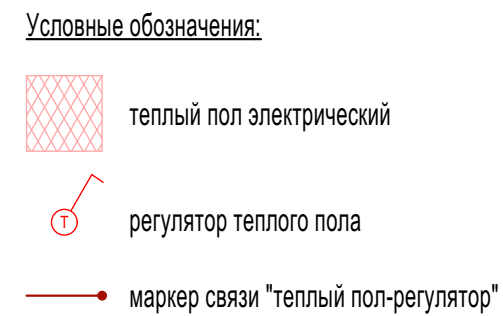 Условные обозначения:
теплый пол электрический
Т
регулятор теплого пола
маркер связи "теплый пол-регулятор"